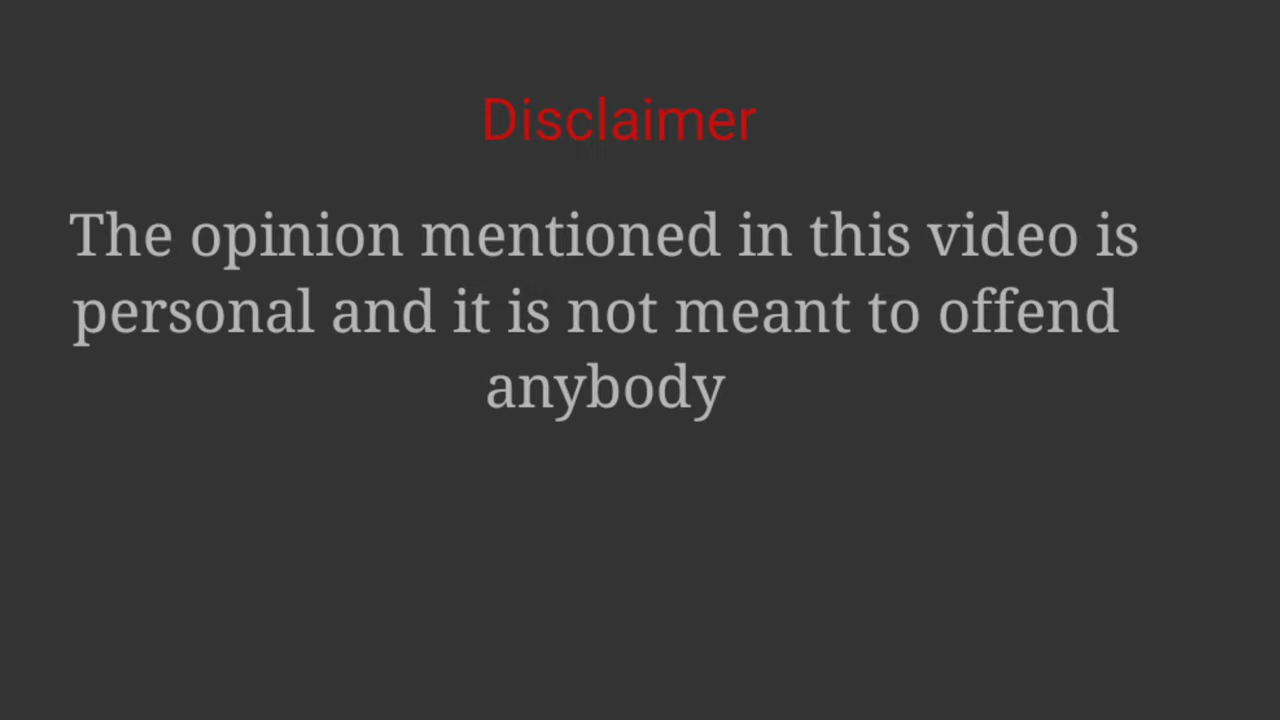 Disclaimer
The opinion mentioned in this video is
personal and it is not meant to offend
anybody